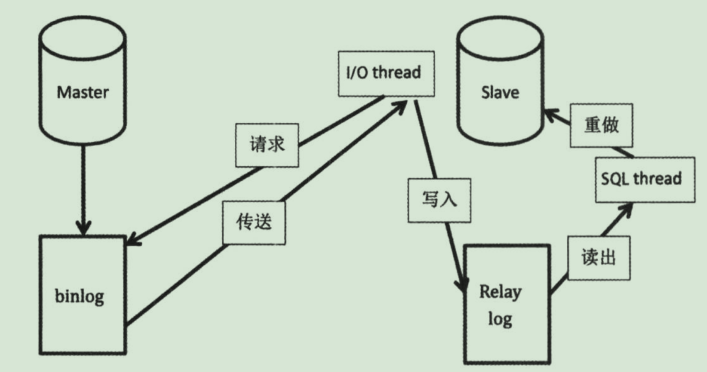 Master
I/O thread
Slave
请求
重做
SQL thread
写入
传送
读出
binlog
Relay
log